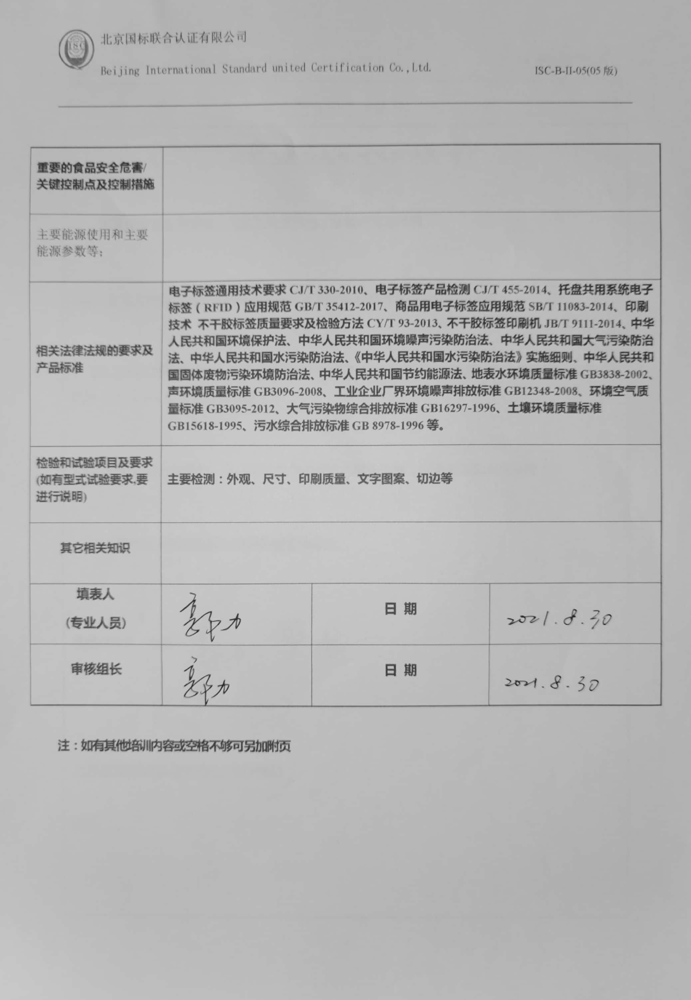 ISC
北京国标联合认证有限公司
Beijing International Standard united Certification Co.,Ltd.
ISC-B-II-05(05 版)
重要的食品安全危害/
关键控制点及控制措施
主要能源使用和主要
能源参数等;
相关法律法规的要求及
产品标准
电子标签通用技术要求 CJ/T 330-2010、电子标签产品检测 CJ/T 455-2014、托盘共用系统电子
标签（RFID）应用规范 GB/T 35412-2017、商品用电子标签应用规范 SB/T 11083-2014、印刷
技术 不干胶标签质量要求及检验方法 CY/T 93-2013、不干胶标签印刷机 JB/T 9111-2014、中华
人民共和国环境保护法、中华人民共和国环境噪声污染防治法、中华人民共和国大气污染防治
法、中华人民共和国水污染防治法、《中华人民共和国水污染防治法》实施细则、中华人民共和
国固体废物污染环境防治法、中华人民共和国节约能源法、地表水环境质量标准 GB3838-2002、
声环境质量标准 GB3096-2008、工业企业厂界环境噪声排放标准 GB12348-2008、环境空气质
量标准 GB3095-2012、大气污染物综合排放标准 GB16297-1996、土壤环境质量标准
GB15618-1995、污水综合排放标准 GB 8978-1996 等。
检验和试验项目及要求
(如有型式试验要求,要
进行说明)
主要检测：外观、尺寸、印刷质量、文字图案、切边等
其它相关知识
填表人
(专业人员)
郭力
日 期
2021.8.30
审核组长
郭力
日 期
2021.8.30
注：如有其他培训内容或空格不够可另加附页